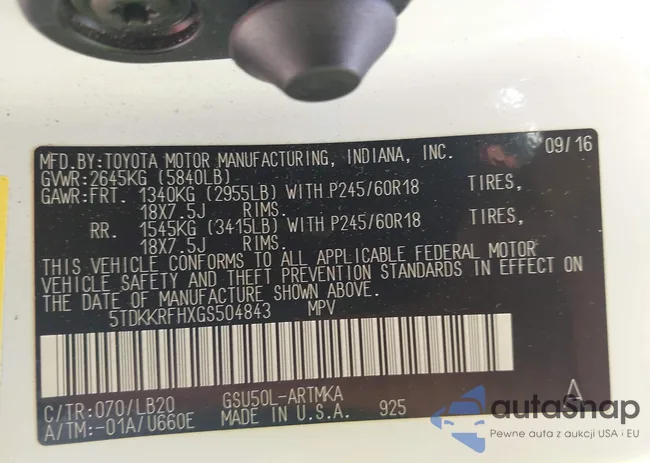 MFD.BY:TOYOTA MOTOR MANUFACTURING, INDIANA, INC. 09/16
GVWR:2645KG (5840LB)
GAWR:FRT. 1340KG (2955LB) WITH P245/60R18 TIRES,
18X7.5J RIMS.
RR. 1545KG (3415LB) WITH P245/60R18 TIRES,
18X7.5J RIMS.
THIS VEHICLE CONFORMS TO ALL APPLICABLE FEDERAL MOTOR
VEHICLE SAFETY AND THEFT PREVENTION STANDARDS IN EFFECT ON
THE DATE OF MANUFACTURE SHOWN ABOVE.
5TDKKRFHXGS504843 MPV
C/TR:070/LB20 GSU50L-ARTMKA
A/TM:-01A/U660E MADE IN U.S.A. 925
autoSnap
Pewne auta z aukcji USA i EU